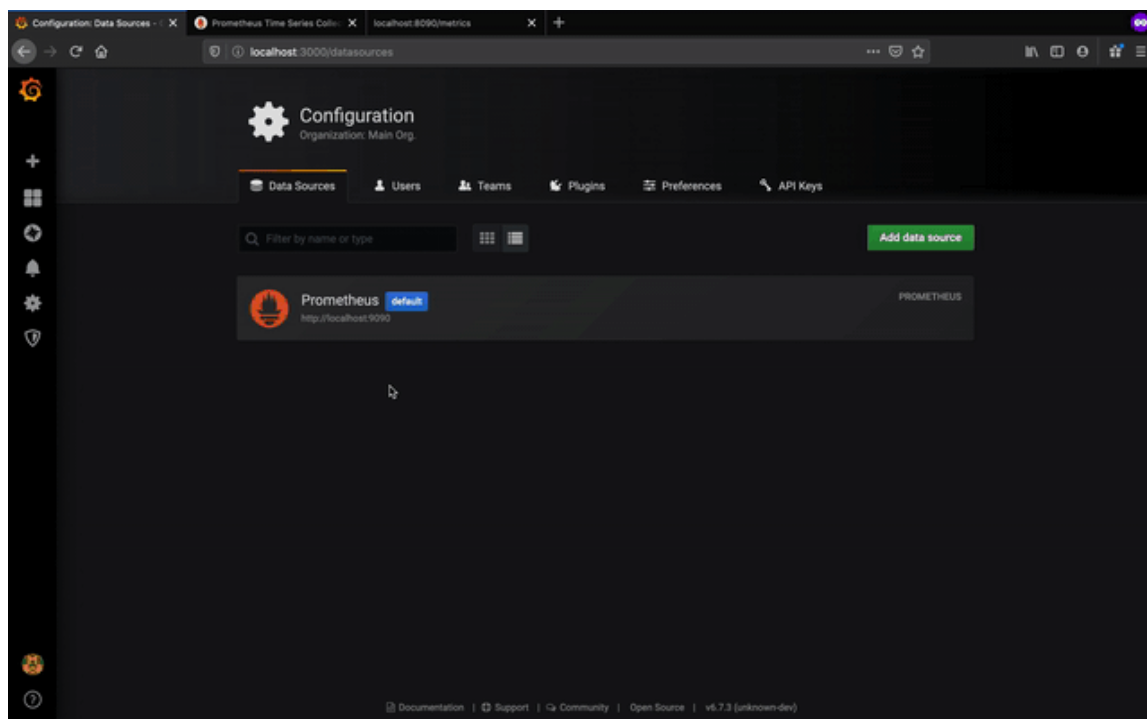 Configuration: Data Sources - G
Prometheus Time Series Collec
localhost:8090/metrics
localhost:3000/datasources
Configuration
Organization: Main Org.
Data Sources Users Teams Plugins Preferences API Keys
Filter by name or type
Add data source
Prometheus default
PROMETHEUS
http://localhost:9090
Documentation | Support | Community | Open Source | v6.7.3 (unknown-dev)